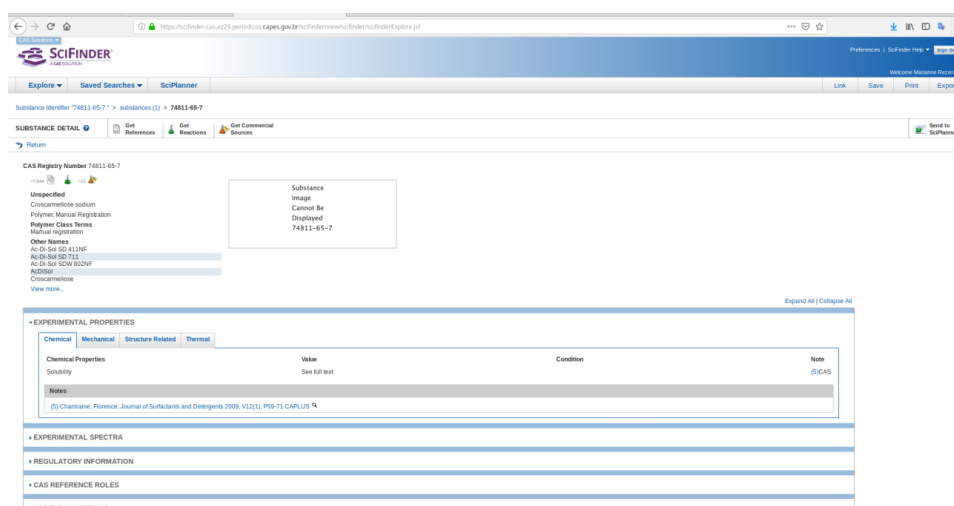 https://scifinder-cas.ez29.periodicos.capes.gov.br/scifinder/view/scifinder/scifinderExplore.jsf
CAS Solutions
SCIFINDER
A CAS SOLUTION
Preferences | SciFinder Help
Welcome Marianne
Explore Saved Searches SciPlanner
Link Save Print
Substance Identifier "74811-65-7 " > substances (1) > 74811-65-7
SUBSTANCE DETAIL
Get References
Get Reactions
Get Commercial Sources
Send to
Return
CAS Registry Number 74811-65-7
Unspecified
Croscarmellose sodium
Polymer, Manual Registration
Polymer Class Terms
Manual registration
Other Names
Ac-Di-Sol SD 411NF
Ac-Di-Sol SD 711
Ac-Di-Sol SDW 802NF
AcDiSol
Croscarmellose
View more...
Substance
Image
Cannot Be
Displayed
74811-65-7
Expand All | Collapse All
EXPERIMENTAL PROPERTIES
Chemical Mechanical Structure Related Thermal
Chemical Properties Value Condition Note
Solubility See full text (5)CAS
Notes
(5) Chantraine, Florence; Journal of Surfactants and Detergents 2009, V12(1), P59-71 CAPLUS
EXPERIMENTAL SPECTRA
REGULATORY INFORMATION
CAS REFERENCE ROLES